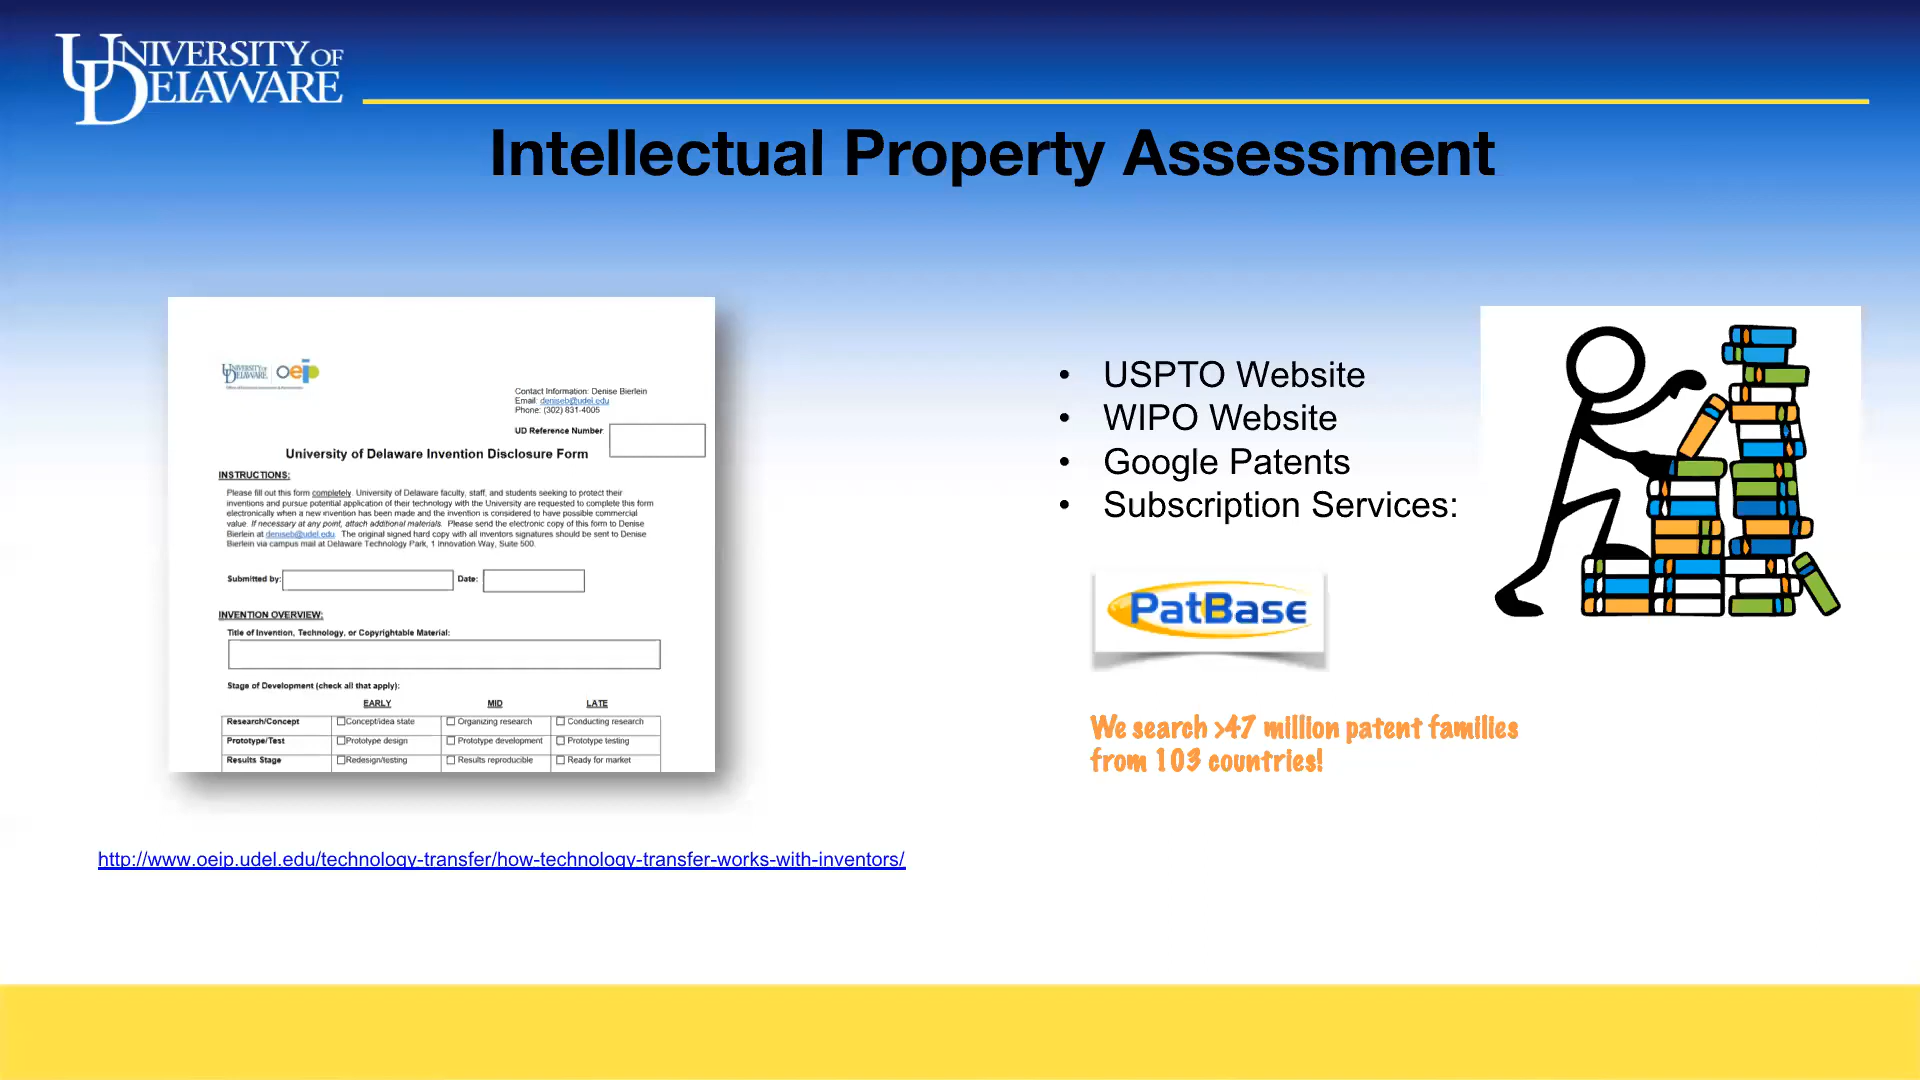 UNIVERSITY OF
DELAWARE
Intellectual Property Assessment
UNIVERSITY OF
DELAWARE
oeip
Contact Information: Denise Bierlein
Email: deniseb@udel.edu
Phone: (302) 831-4005
UD Reference Number
University of Delaware Invention Disclosure Form
INSTRUCTIONS:
Please fill out this form completely. University of Delaware faculty, staff, and students seeking to protect their
inventions and pursue potential application of their technology with the University are requested to complete this form
electronically when a new invention has been made and the invention is considered to have possible commercial
value. If necessary at any point, attach additional materials. Please send the electronic copy of this form to Denise
Bierlein at deniseb@udel.edu. The original signed hard copy with all inventors signatures should be sent to Denise
Bierlein via campus mail at Delaware Technology Park, 1 Innovation Way, Suite 500.
Submitted by: Date:
INVENTION OVERVIEW:
Title of Invention, Technology, or Copyrightable Material:
Stage of Development (check all that apply):
EARLY MID LATE
Research/Concept Concept/idea state Organizing research Conducting research
Prototype/Test Prototype design Prototype development Prototype testing
Results Stage Redesign/testing Results reproducible Ready for market
http://www.oeip.udel.edu/technology-transfer/how-technology-transfer-works-with-inventors/
• USPTO Website
• WIPO Website
• Google Patents
• Subscription Services:
PatBase
We search >47 million patent families
from 103 countries!